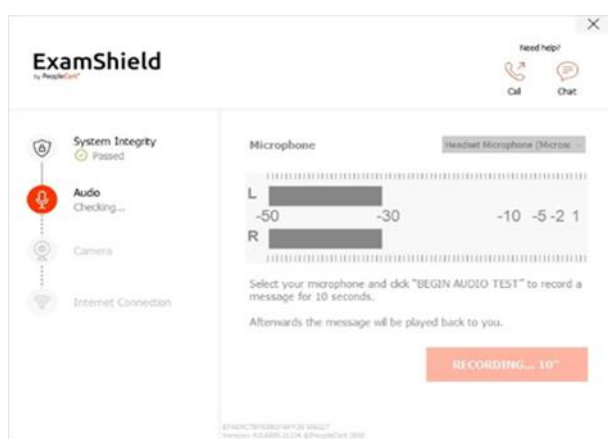 Need help?
ExamShield
by PeopleCert
Call
Chat
System Integrity
Passed
Microphone
Headset Microphone (Microsc
Audio
Checking...
L
-50 -30 -10 -5 -2 1
R
Camera
Select your microphone and click "BEGIN AUDIO TEST" to record a
message for 10 seconds.
Internet Connection
Afterwards the message will be played back to you.
RECORDING... 10"